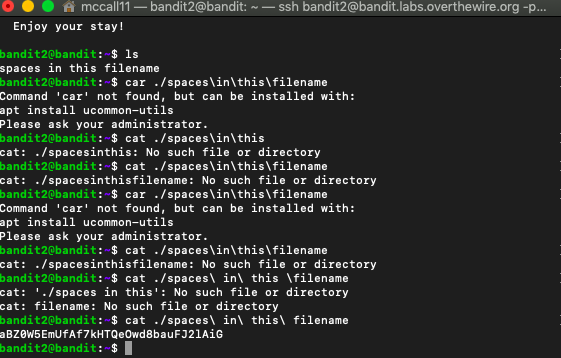 mccall11 — bandit2@bandit: ~ — ssh bandit2@bandit.labs.overthewire.org -p...
Enjoy your stay!
bandit2@bandit:~$ ls
spaces in this filename
bandit2@bandit:~$ car ./spaces\in\this\filename
Command 'car' not found, but can be installed with:
apt install ucommon-utils
Please ask your administrator.
bandit2@bandit:~$ cat ./spaces\in\this
cat: ./spacesinthis: No such file or directory
bandit2@bandit:~$ cat ./spaces\in\this\filename
cat: ./spacesinthisfilename: No such file or directory
bandit2@bandit:~$ car ./spaces\in\this\filename
Command 'car' not found, but can be installed with:
apt install ucommon-utils
Please ask your administrator.
bandit2@bandit:~$ cat ./spaces\in\this\filename
cat: ./spacesinthisfilename: No such file or directory
bandit2@bandit:~$ cat ./spaces\ in\ this \filename
cat: './spaces in this': No such file or directory
cat: filename: No such file or directory
bandit2@bandit:~$ cat ./spaces\ in\ this\ filename
aBZ0W5EmUfAf7kHTQeOwd8bauFJ2lAiG
bandit2@bandit:~$